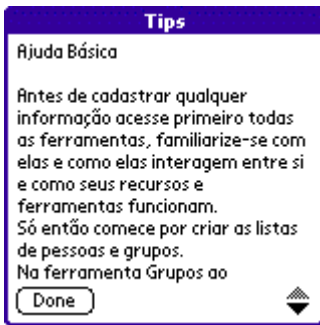 Tips
Ajuda Básica
Antes de cadastrar qualquer
informação acesse primeiro todas
as ferramentas, familiarize-se com
elas e como elas interagem entre si
e como seus recursos e
ferramentas funcionam.
Só então comece por criar as listas
de pessoas e grupos.
Na ferramenta Grupos ao
Done